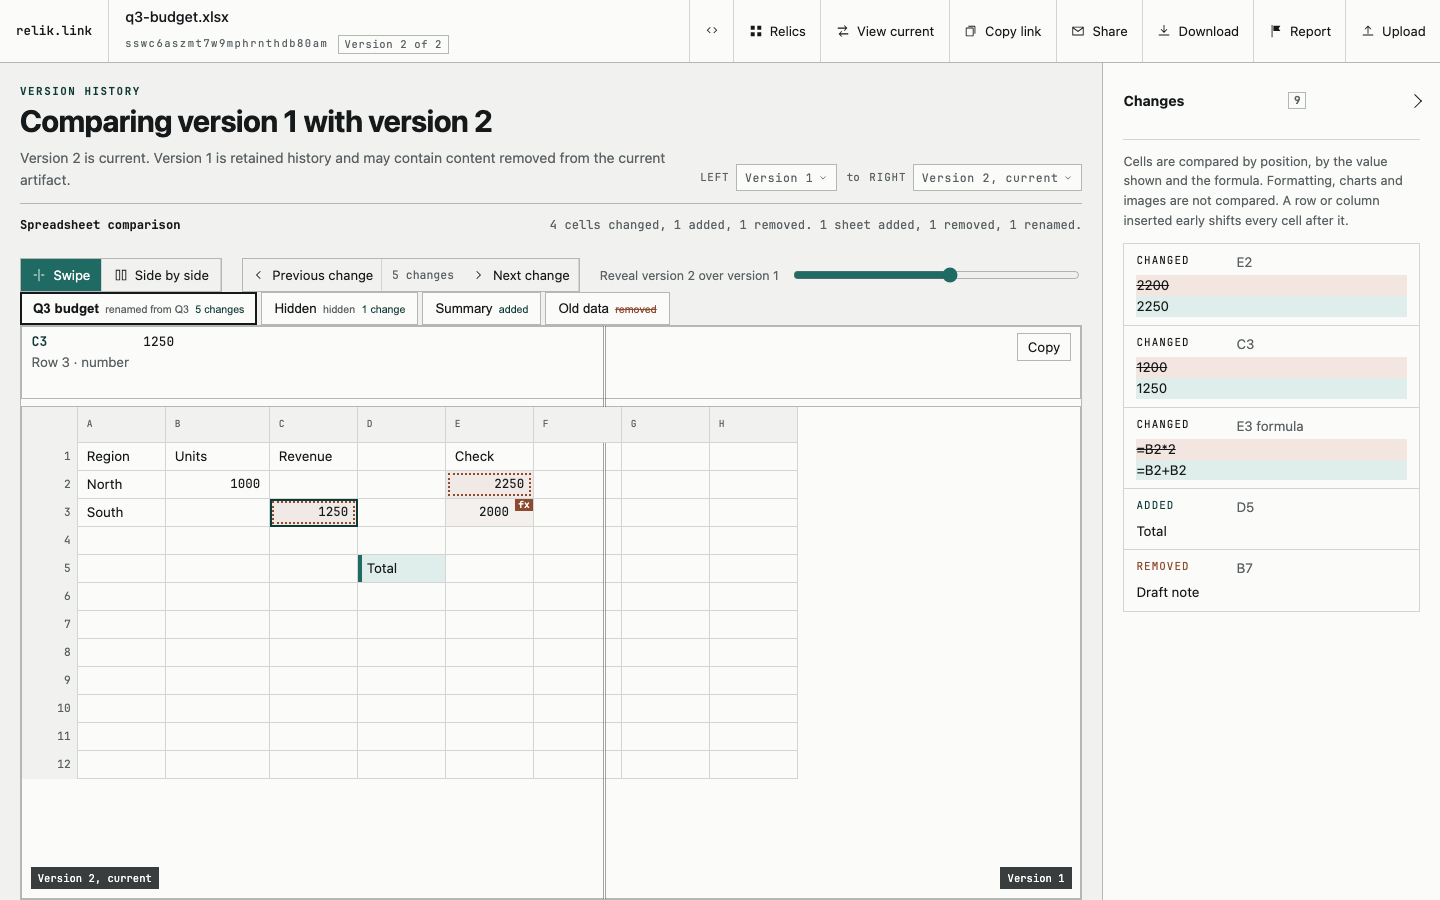 relik.link
q3-budget.xlsx
sswc6aszmt7w9mphrnthdb80am Version 2 of 2
Relics
View current
Copy link
Share
Download
Report
Upload
VERSION HISTORY
Comparing version 1 with version 2
Version 2 is current. Version 1 is retained history and may contain content removed from the current
artifact.
LEFT Version 1 to RIGHT Version 2, current
Spreadsheet comparison
4 cells changed, 1 added, 1 removed. 1 sheet added, 1 removed, 1 renamed.
Swipe Side by side Previous change 5 changes Next change Reveal version 2 over version 1
Q3 budget renamed from Q3 5 changes Hidden hidden 1 change Summary added Old data removed
C3 1250
Row 3 · number
Copy
A B C D E F G H
1 Region Units Revenue Check
2 North 1000 2250
3 South 1250 2000 fx
4
5 Total
6
7
8
9
10
11
12
Version 2, current
Version 1
Changes 9
Cells are compared by position, by the value
shown and the formula. Formatting, charts and
images are not compared. A row or column
inserted early shifts every cell after it.
CHANGED E2
2200
2250
CHANGED C3
1200
1250
CHANGED E3 formula
=B2*2
=B2+B2
ADDED D5
Total
REMOVED B7
Draft note